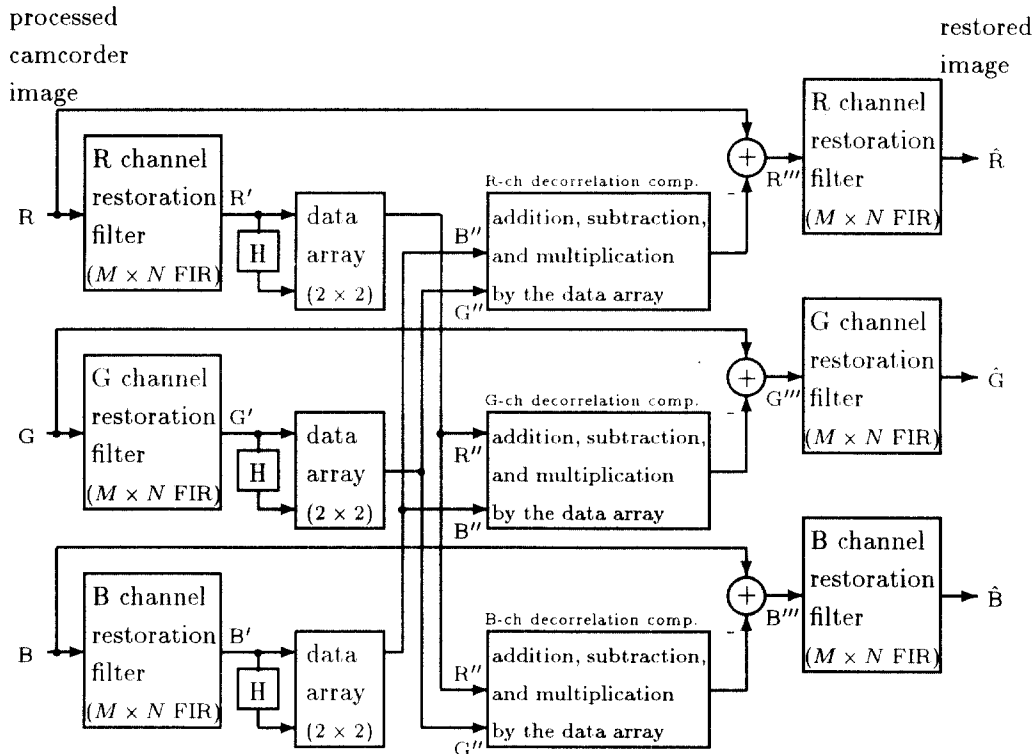 processed
camcorder
image
restored
image
R channel
restoration
filter
(M × N FIR)
R‴
R̂
R
R channel
restoration
filter
(M × N FIR)
R′
H
data
array
(2 × 2)
B″
G″
R-ch decorrelation comp.
addition, subtraction,
and multiplication
by the data array
+
-
G channel
restoration
filter
(M × N FIR)
G‴
Ĝ
G
G channel
restoration
filter
(M × N FIR)
G′
H
data
array
(2 × 2)
R″
B″
G-ch decorrelation comp.
addition, subtraction,
and multiplication
by the data array
+
-
B channel
restoration
filter
(M × N FIR)
B‴
B̂
B
B channel
restoration
filter
(M × N FIR)
B′
H
data
array
(2 × 2)
R″
G″
B-ch decorrelation comp.
addition, subtraction,
and multiplication
by the data array
+
-